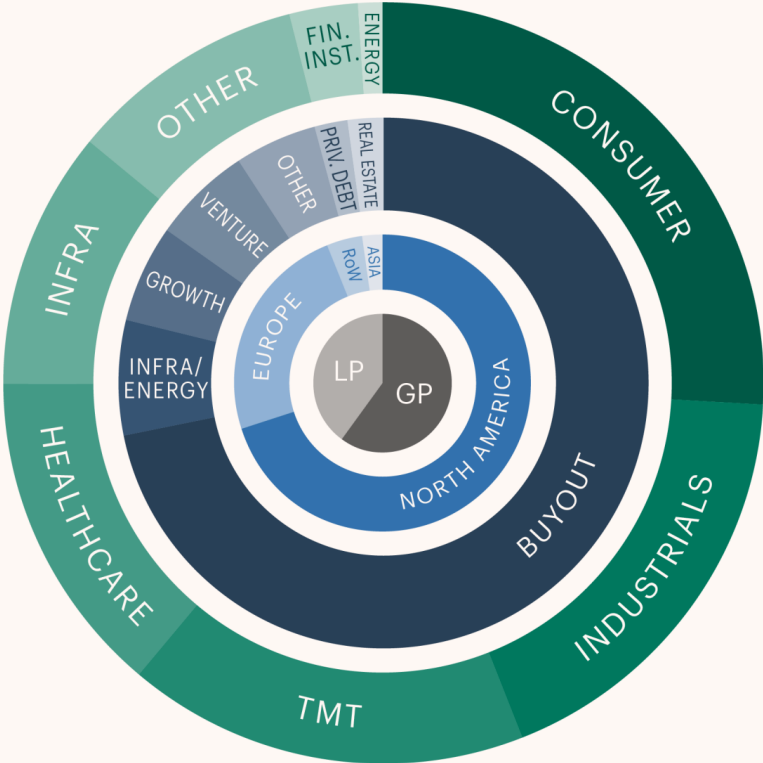 CONSUMER
INDUSTRIALS
TMT
HEALTHCARE
INFRA
OTHER
FIN.
INST.
ENERGY
BUYOUT
INFRA/
ENERGY
GROWTH
VENTURE
OTHER
PRIV. DEBT
REAL ESTATE
NORTH AMERICA
EUROPE
RoW
ASIA
GP
LP